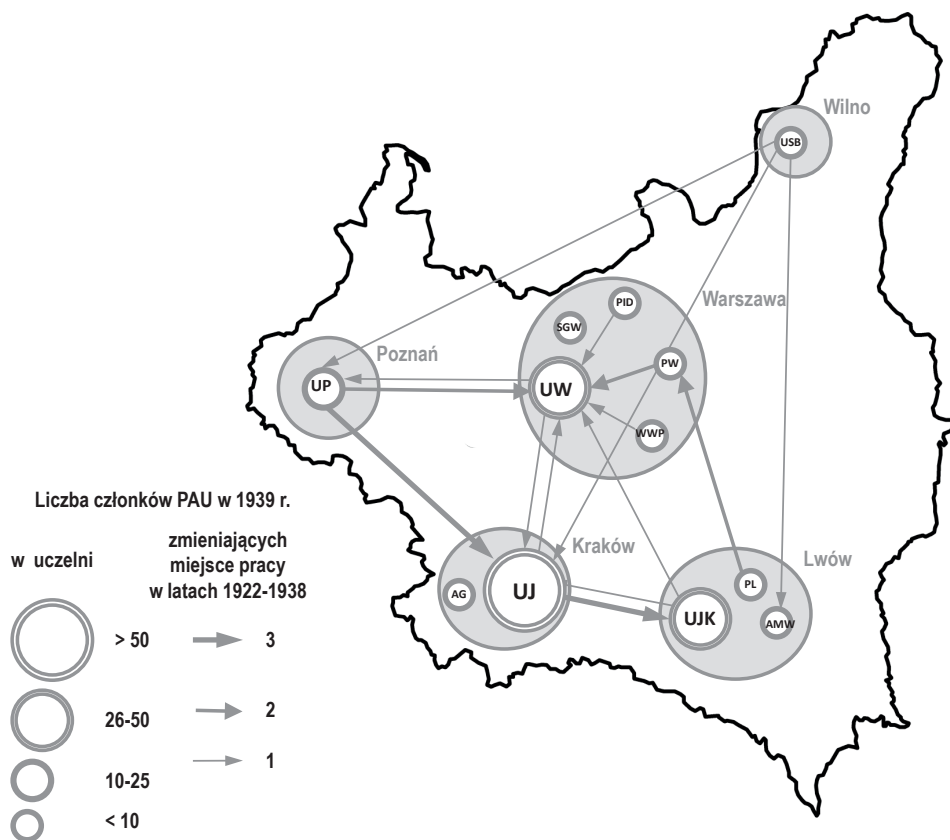 Wilno
USB
Warszawa
PID
SGW
PW
UW
WWP
Poznań
UP
Kraków
UJ
AG
Lwów
PL
UJK
AMW
Liczba członków PAU w 1939 r.
w uczelni
zmieniających
miejsce pracy
w latach 1922-1938
> 50
3
26-50
2
1
10-25
< 10